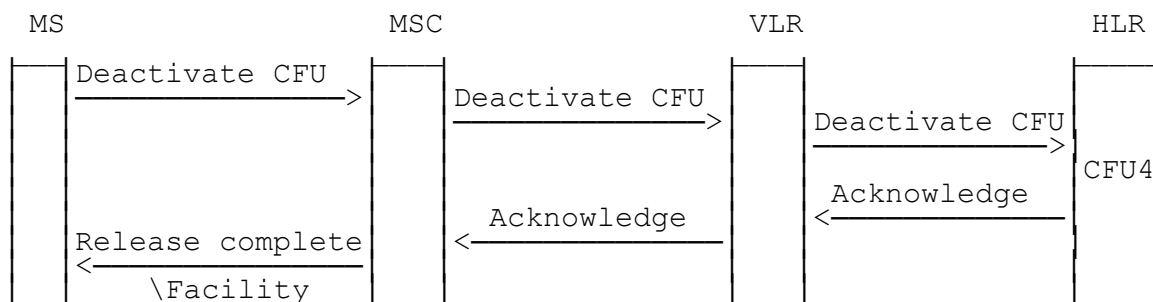 MS MSC VLR HLR
Deactivate CFU
Deactivate CFU
Deactivate CFU
CFU4
Acknowledge
Acknowledge
Release complete
\Facility